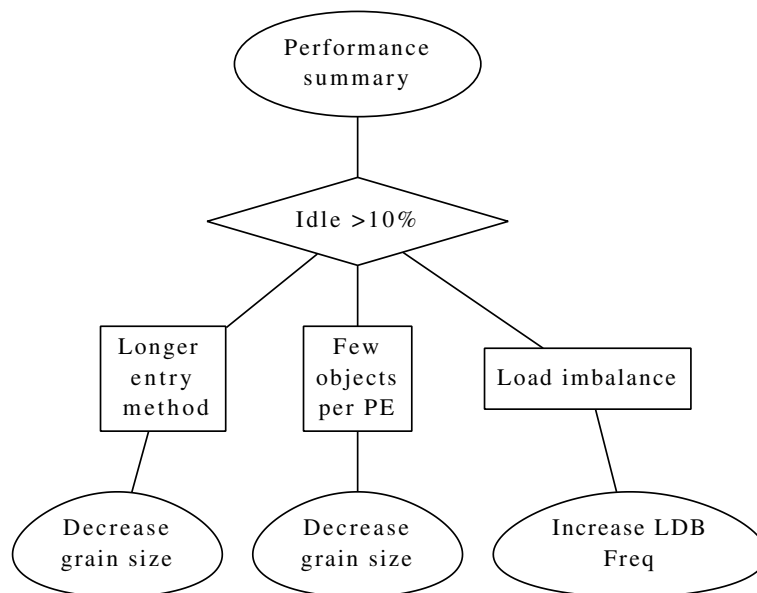 Performance
summary
Idle >10%
Longer
entry
method
Few
objects
per PE
Load imbalance
Decrease
grain size
Decrease
grain size
Increase LDB
Freq